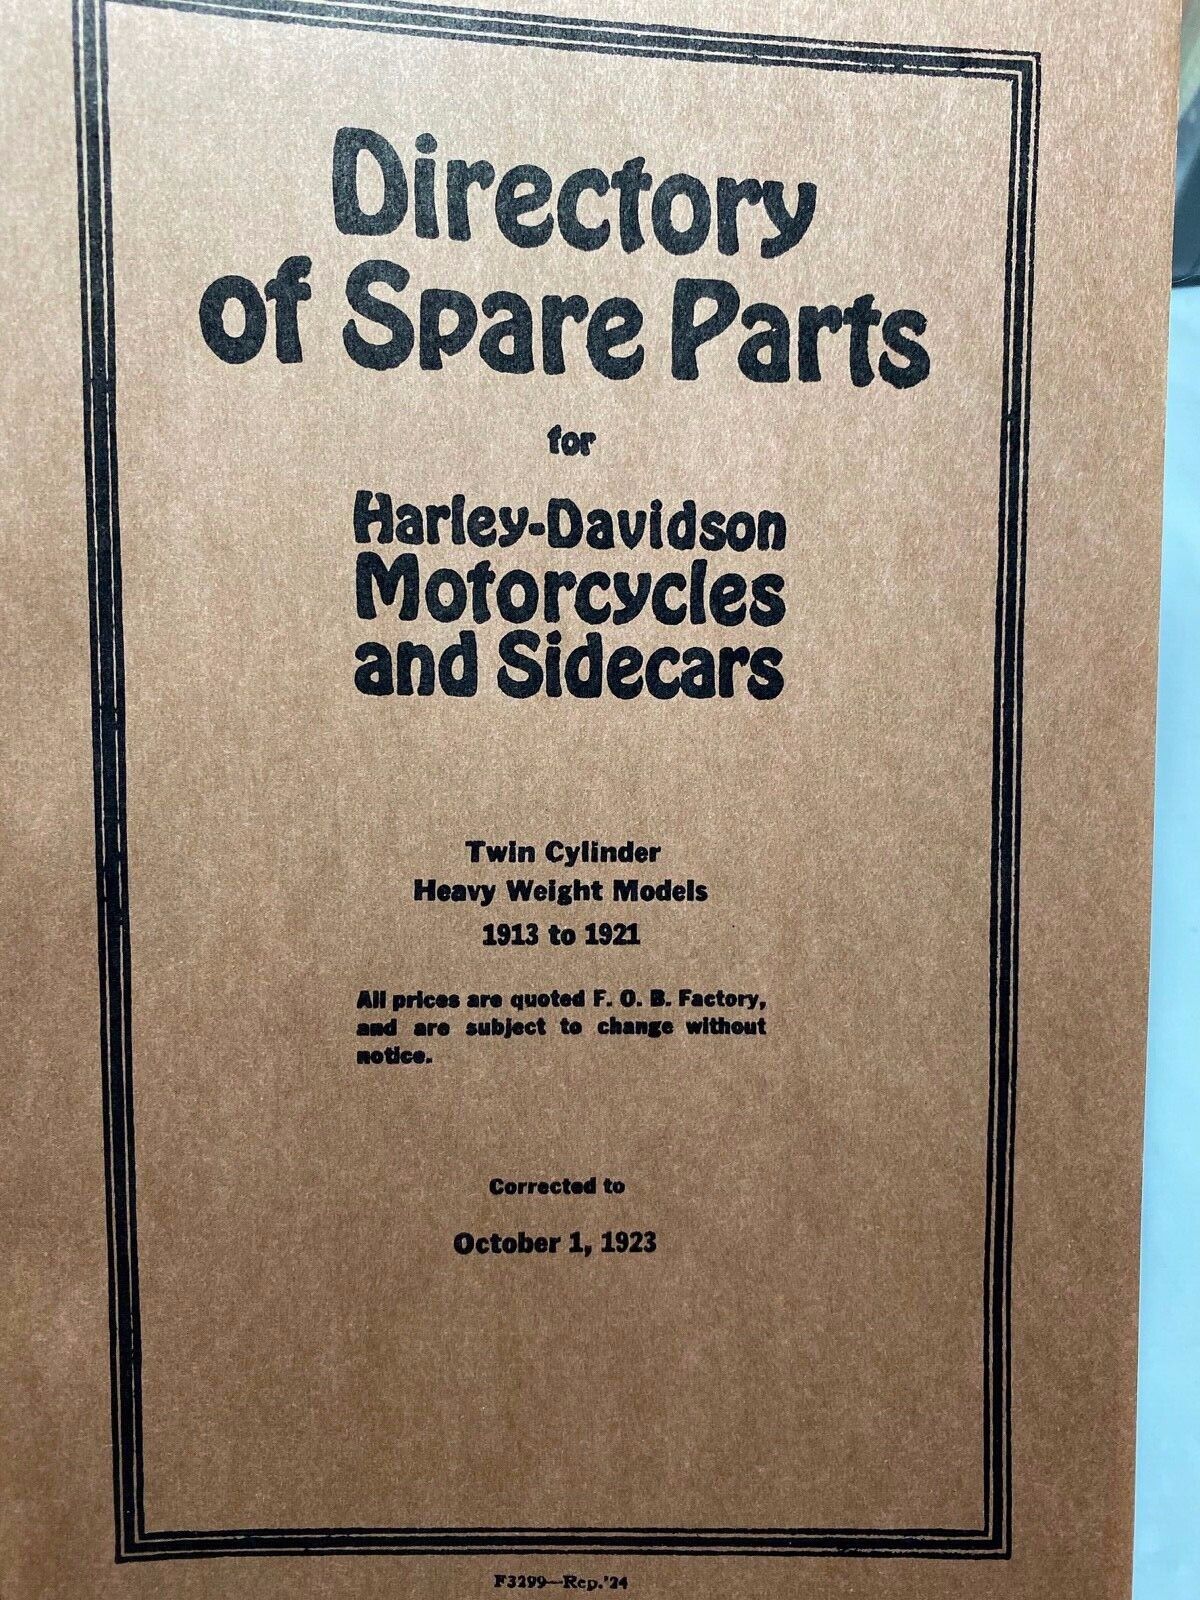 Directory
of Spare Parts
for
Harley-Davidson
Motorcycles
and Sidecars
Twin Cylinder
Heavy Weight Models
1913 to 1921
All prices are quoted F. O. B. Factory,
and are subject to change without
notice.
Corrected to
October 1, 1923
F3299—Rep.'24